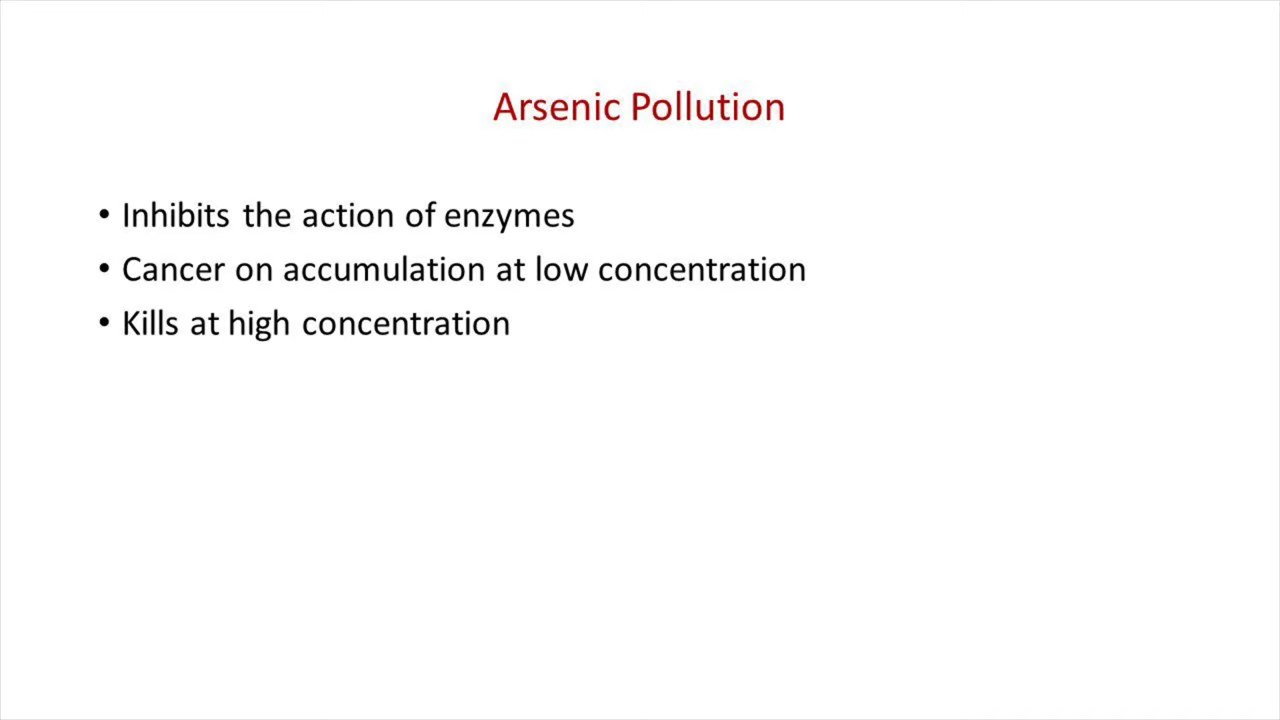 Arsenic Pollution
• Inhibits the action of enzymes
• Cancer on accumulation at low concentration
• Kills at high concentration